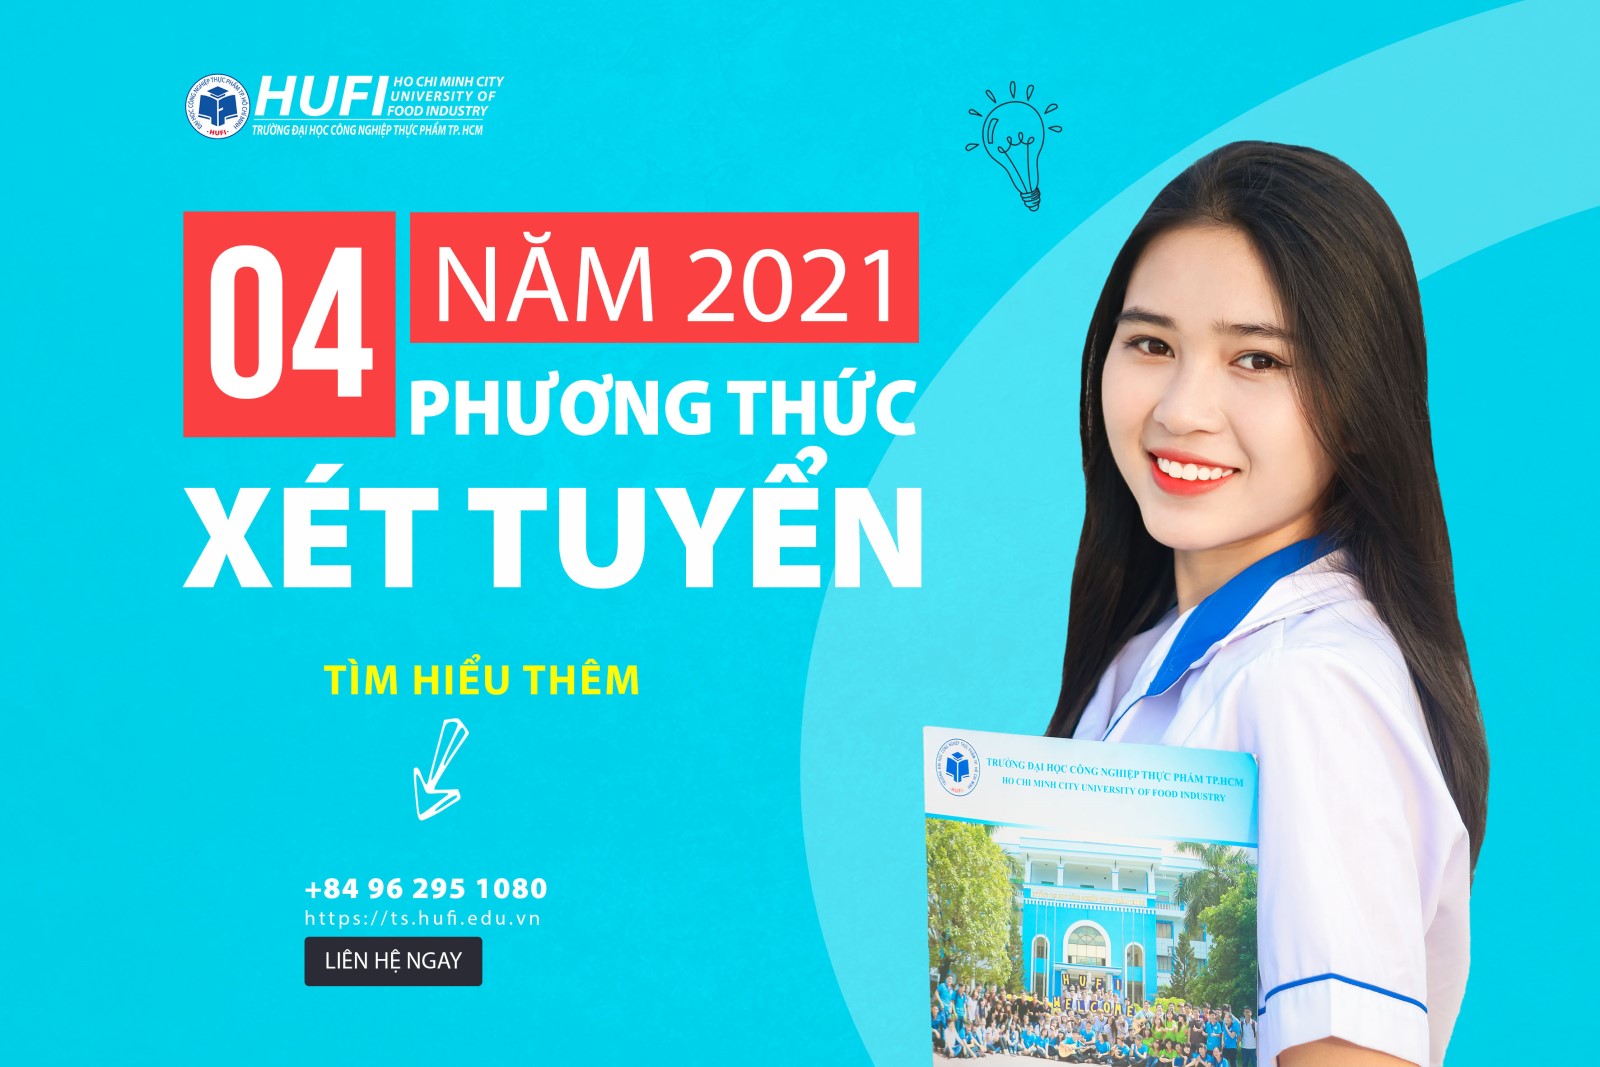 HUFI
HO CHI MINH CITY
UNIVERSITY OF
FOOD INDUSTRY
TRƯỜNG ĐẠI HỌC CÔNG NGHIỆP THỰC PHẨM TP. HCM
04
NĂM 2021
PHƯƠNG THỨC
XÉT TUYỂN
TÌM HIỂU THÊM
+84 96 295 1080
https://ts.hufi.edu.vn
LIÊN HỆ NGAY
TRƯỜNG ĐẠI HỌC CÔNG NGHIỆP THỰC PHẨM TP.HCM
HO CHI MINH CITY UNIVERSITY OF FOOD INDUSTRY
HUFI
WELCOME